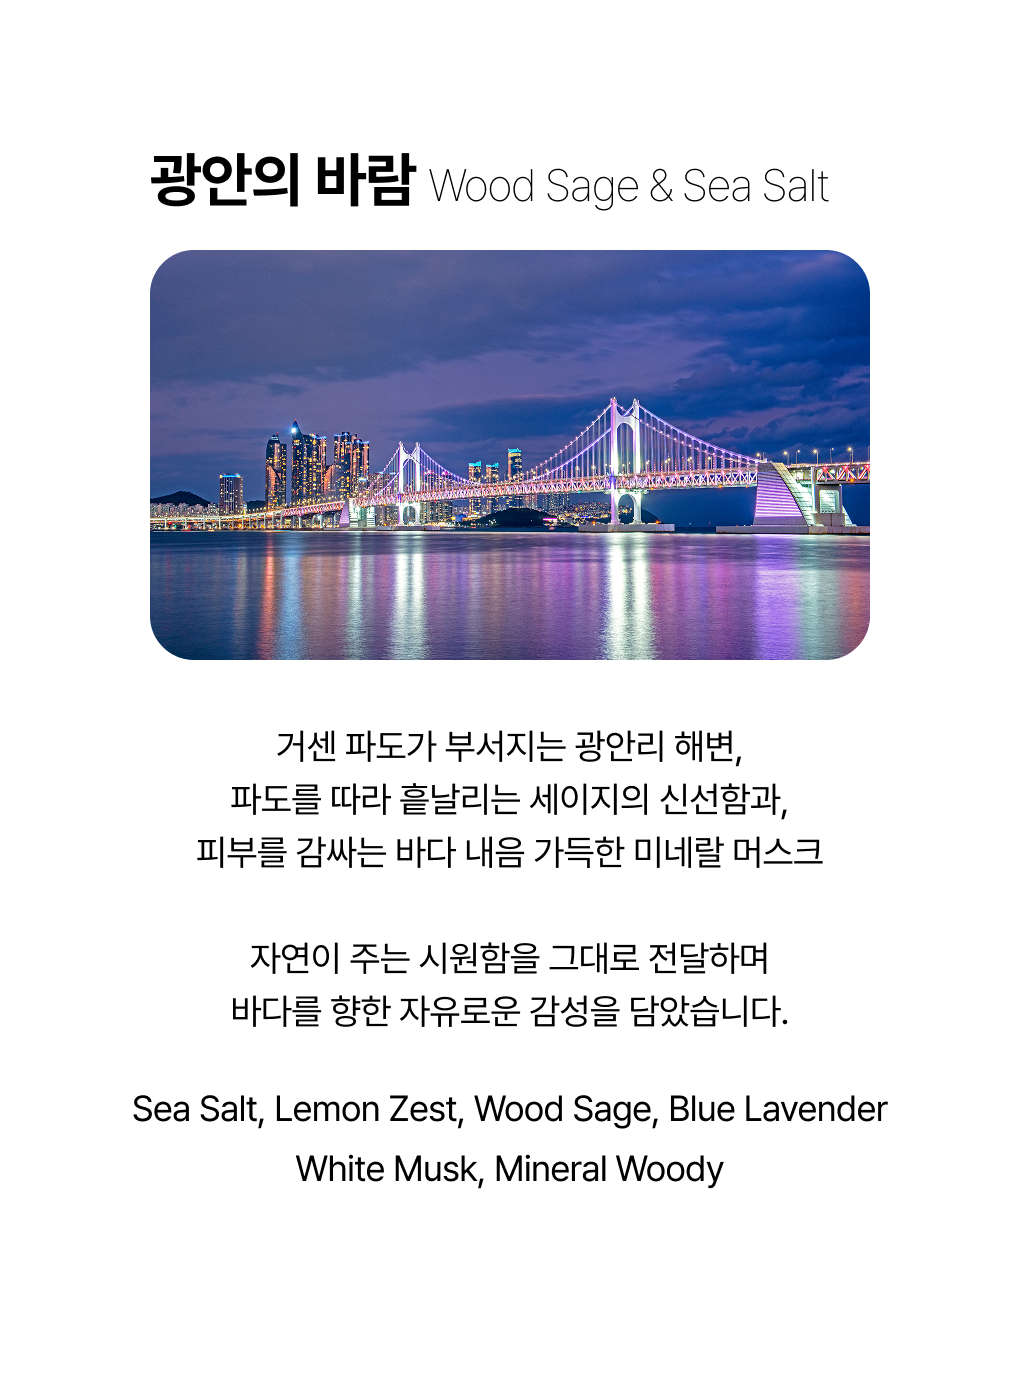 광안의 바람 Wood Sage & Sea Salt
거센 파도가 부서지는 광안리 해변,
파도를 따라 흩날리는 세이지의 신선함과,
피부를 감싸는 바다 내음 가득한 미네랄 머스크
자연이 주는 시원함을 그대로 전달하며
바다를 향한 자유로운 감성을 담았습니다.
Sea Salt, Lemon Zest, Wood Sage, Blue Lavender
White Musk, Mineral Woody